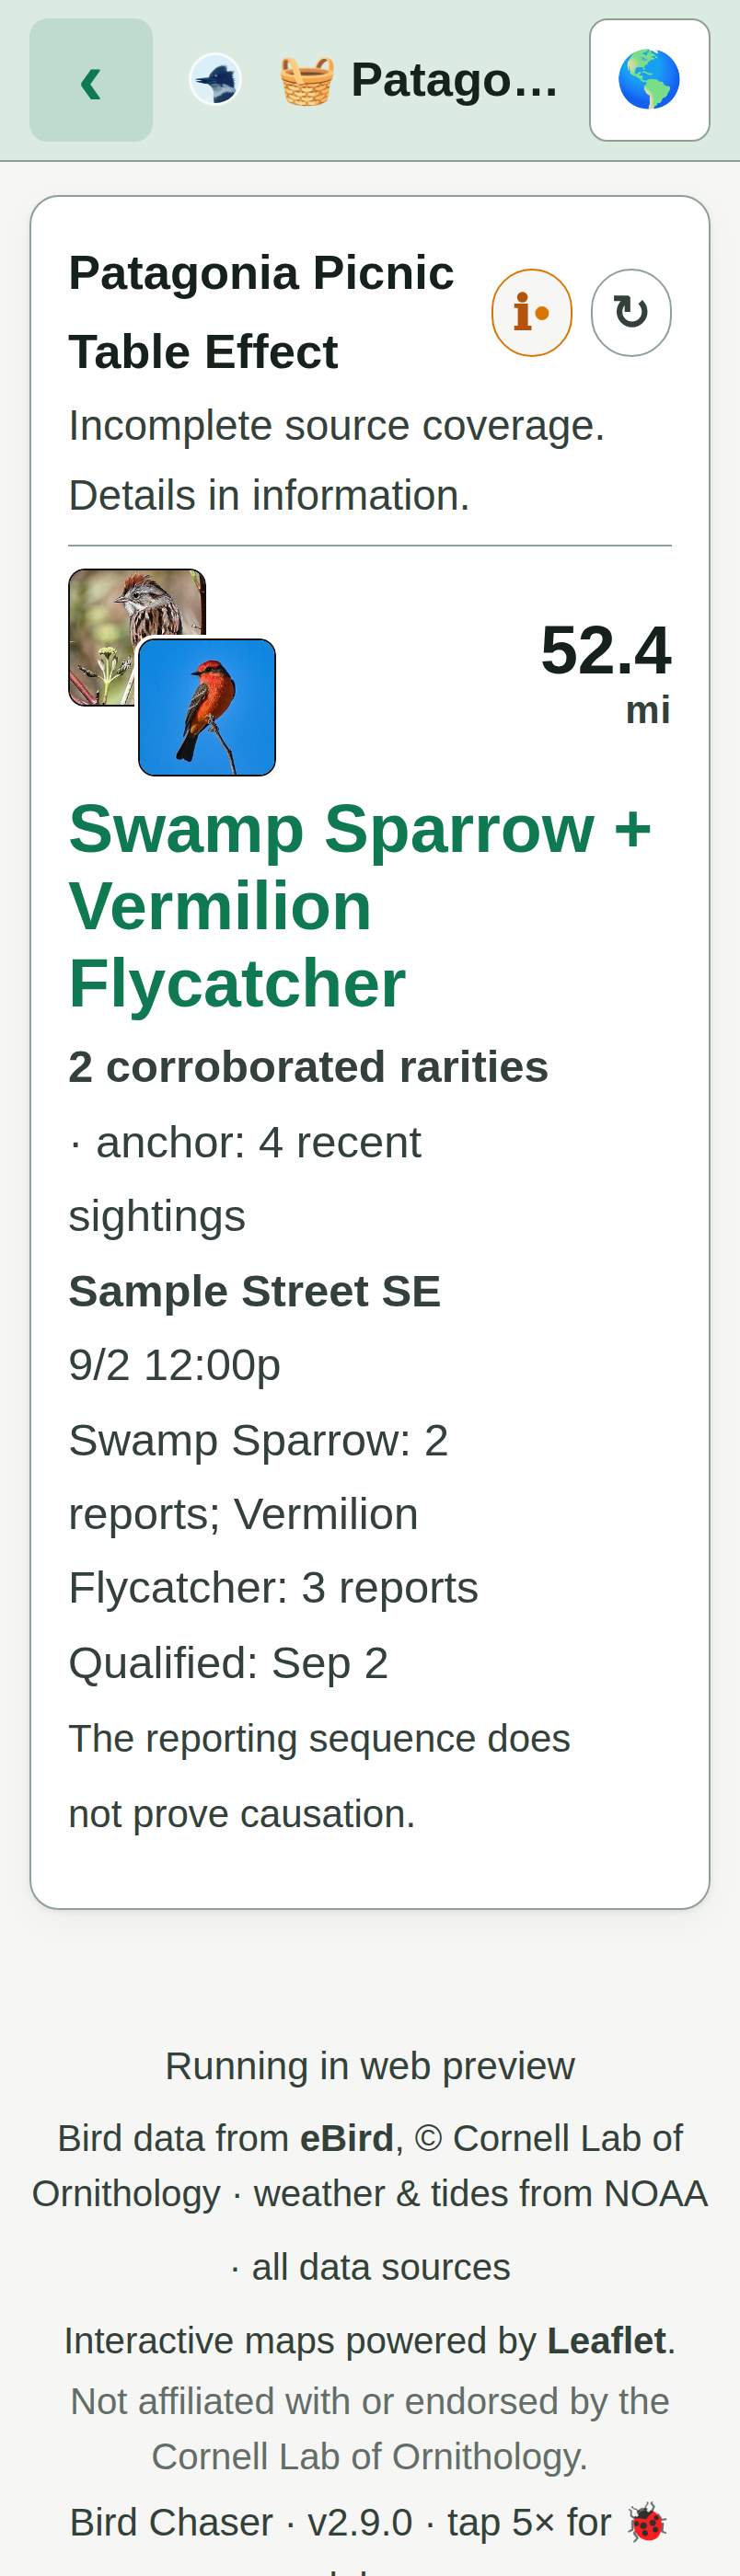 ‹ 🧺 Patago…
Patagonia Picnic
Table Effect
Incomplete source coverage.
Details in information.
52.4
mi
Swamp Sparrow +
Vermilion
Flycatcher
2 corroborated rarities
· anchor: 4 recent
sightings
Sample Street SE
9/2 12:00p
Swamp Sparrow: 2
reports; Vermilion
Flycatcher: 3 reports
Qualified: Sep 2
The reporting sequence does
not prove causation.
Running in web preview
Bird data from eBird, © Cornell Lab of
Ornithology · weather & tides from NOAA
· all data sources
Interactive maps powered by Leaflet.
Not affiliated with or endorsed by the
Cornell Lab of Ornithology.
Bird Chaser · v2.9.0 · tap 5× for 🐞